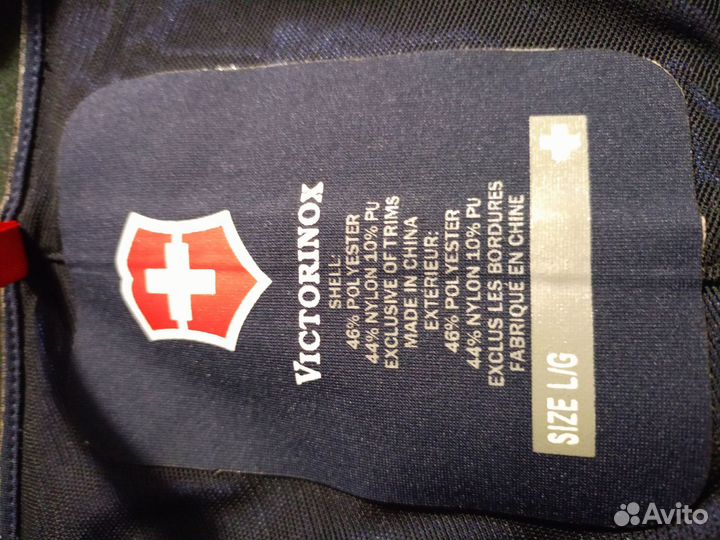 VICTORINOX
SHELL:
46% POLYESTER
44% NYLON 10% PU
EXCLUSIVE OF TRIMS
MADE IN CHINA
EXTERIEUR:
46% POLYESTER
44% NYLON 10% PU
EXCLUS LES BORDURES
FABRIQUE EN CHINE
SIZE L/G
Avito